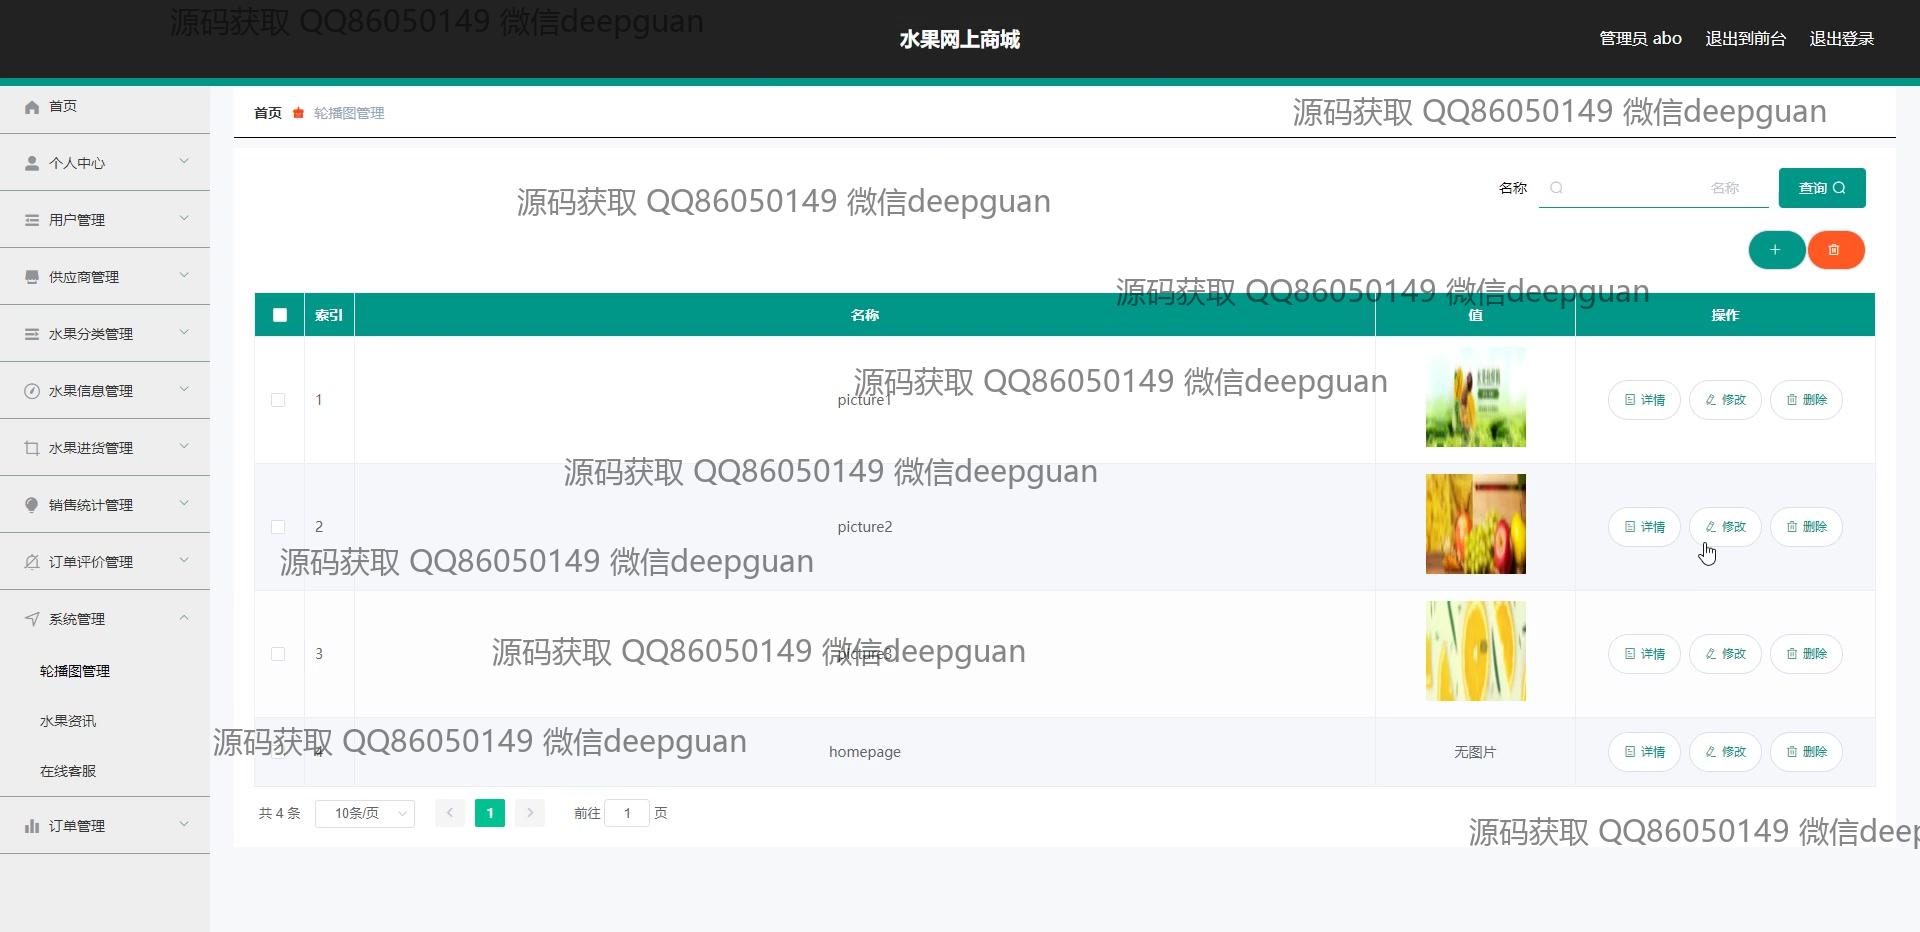 源码获取 QQ86050149 微信deepguan
水果网上商城
管理员 abo 退出到前台 退出登录
首页
个人中心
用户管理
供应商管理
水果分类管理
水果信息管理
水果进货管理
销售统计管理
订单评价管理
系统管理
轮播图管理
水果资讯
在线客服
订单管理
首页 轮播图管理
源码获取 QQ86050149 微信deepguan
名称 名称 查询
源码获取 QQ86050149 微信deepguan
源码获取 QQ86050149 微信deepguan
索引 名称 值 操作
源码获取 QQ86050149 微信deepguan
1 picture1 详情 修改 删除
源码获取 QQ86050149 微信deepguan
2 picture2 详情 修改 删除
源码获取 QQ86050149 微信deepguan
3 picture3 详情 修改 删除
源码获取 QQ86050149 微信deepguan
源码获取 QQ86050149 微信deepguan
4 homepage 无图片 详情 修改 删除
共 4 条 10条/页 1 前往 1 页
源码获取 QQ86050149 微信deep